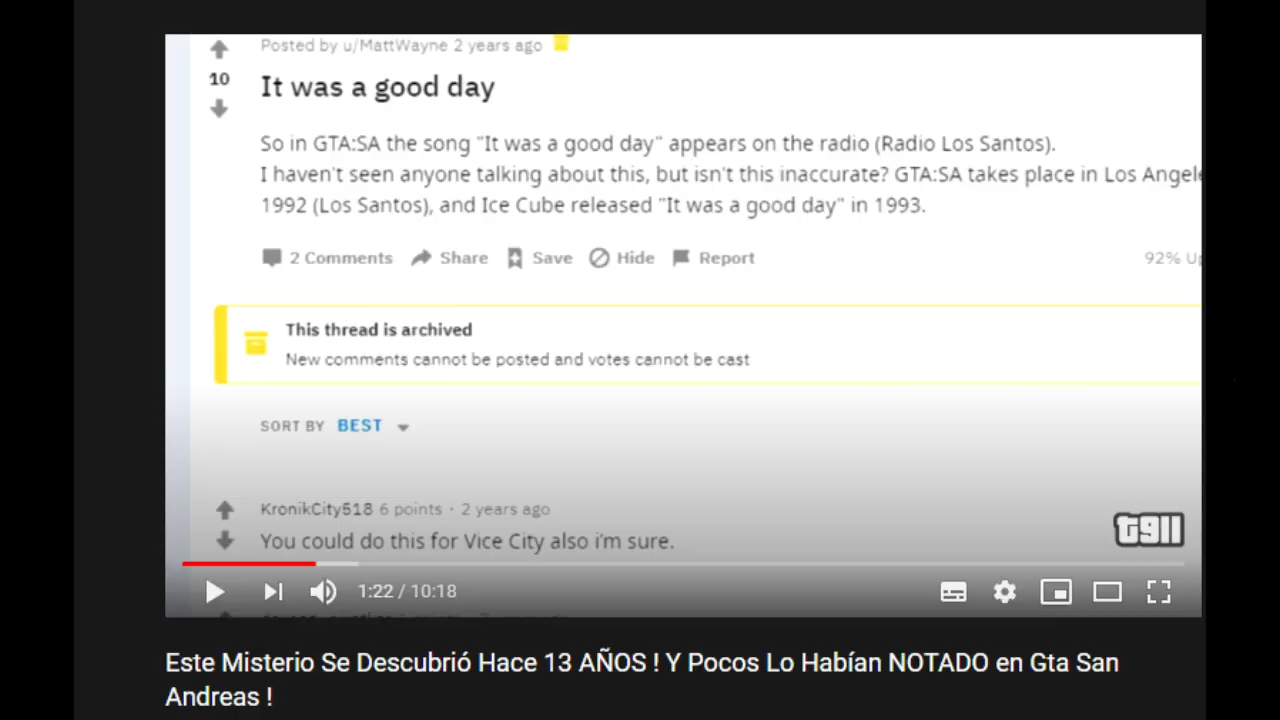 Posted by u/MattWayne 2 years ago
10
It was a good day
So in GTA:SA the song "It was a good day" appears on the radio (Radio Los Santos).
I haven't seen anyone talking about this, but isn't this inaccurate? GTA:SA takes place in Los Angele
1992 (Los Santos), and Ice Cube released "It was a good day" in 1993.
2 Comments Share Save Hide Report 92% Up
This thread is archived
New comments cannot be posted and votes cannot be cast
SORT BY BEST
KronikCity518 6 points · 2 years ago
You could do this for Vice City also i'm sure.
t911
1:22 / 10:18
Este Misterio Se Descubrió Hace 13 AÑOS ! Y Pocos Lo Habían NOTADO en Gta San
Andreas !